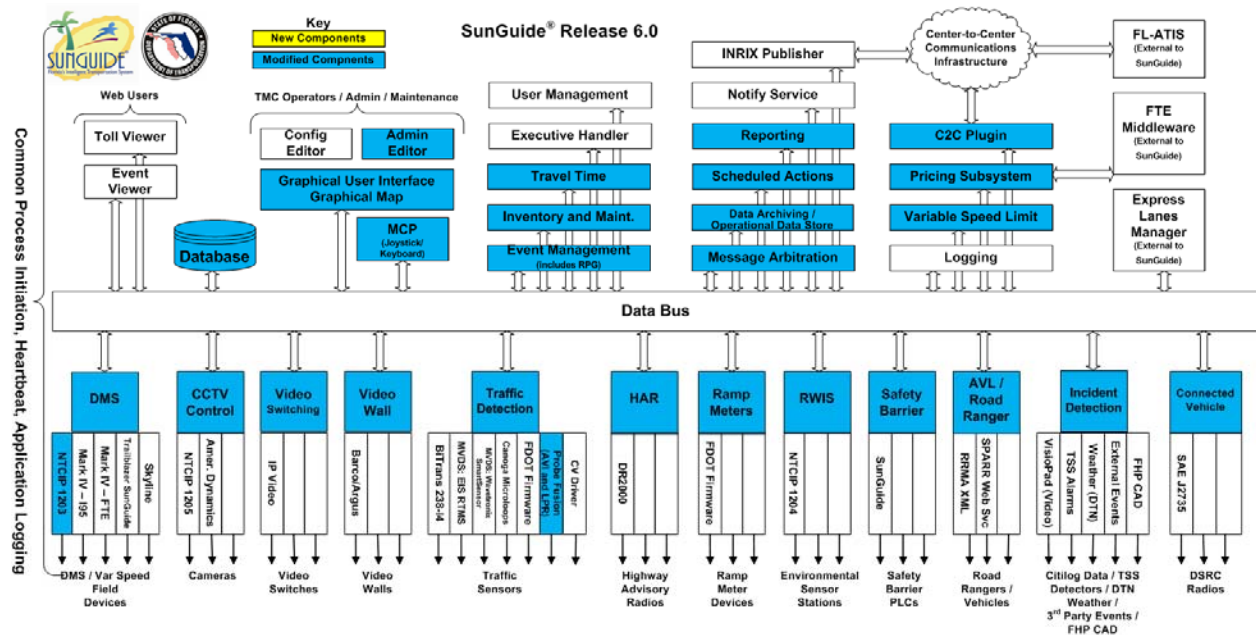 SunGuide® Release 6.0
SUNGUIDE
Florida's Intelligent Transportation System
STATE OF FLORIDA
DEPARTMENT OF TRANSPORTATION
Key
New Components
Modified Compnents
Web Users
Toll Viewer
Event
Viewer
TMC Operators / Admin / Maintenance
Config
Editor
Admin
Editor
Graphical User Interface
Graphical Map
MCP
(Joystick/
Keyboard)
Database
User Management
Executive Handler
Travel Time
Inventory and Maint.
Event Management
(includes RPG)
INRIX Publisher
Notify Service
Reporting
Scheduled Actions
Data Archiving /
Operational Data Store
Message Arbitration
Center-to-Center
Communications
Infrastructure
C2C Plugin
Pricing Subsystem
Variable Speed Limit
Logging
FL-ATIS
(External to
SunGuide)
FTE
Middleware
(External to
SunGuide)
Express
Lanes
Manager
(External to
SunGuide)
Common Process Initiation, Heartbeat, Application Logging
Data Bus
DMS
NTCIP 1203
Mark IV – I95
Mark IV – FTE
Trailblazer SunGuide
Skyline
DMS / Var Speed
Field
Devices
CCTV
Control
NTCIP 1205
Amer. Dynamics
Cameras
Video
Switching
IP Video
Video
Switches
Video
Wall
Barco/Argus
Video
Walls
Traffic
Detection
BiTrans 238-I4
MVDS: EIS RTMS
MVDS: Wavetronix
SmartSensor
Canoga Microloops
FDOT Firmware
Probe Fusion
(AVI and LPR)
CV Driver
Traffic
Sensors
HAR
DR2000
Highway
Advisory
Radios
Ramp
Meters
FDOT Firmware
Ramp
Meter
Devices
RWIS
NTCIP 1204
Environmental
Sensor
Stations
Safety
Barrier
SunGuide
Safety
Barrier
PLCs
AVL /
Road
Ranger
RRMA XML
SPARR Web Svc
Road
Rangers /
Vehicles
Incident
Detection
VisioPad (Video)
TSS Alarms
Weather (DTN)
External Events
FHP CAD
Citilog Data / TSS
Detectors / DTN
Weather /
3rd Party Events /
FHP CAD
Connected
Vehicle
SAE J2735
DSRC
Radios